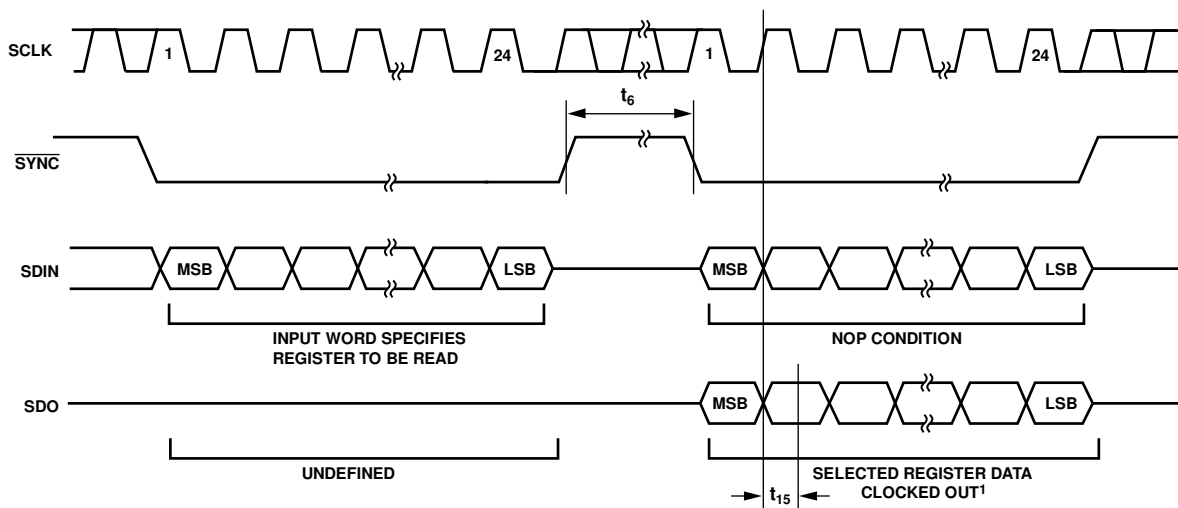 SCLK
1
24
1
24
t6
SYNC
SDIN
MSB
LSB
MSB
LSB
INPUT WORD SPECIFIES
REGISTER TO BE READ
NOP CONDITION
SDO
MSB
LSB
UNDEFINED
SELECTED REGISTER DATA
CLOCKED OUT1
t15